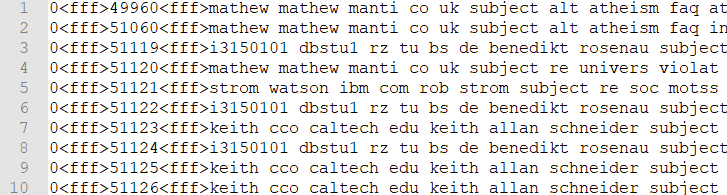 1 0<fff>49960<fff>mathew mathew manti co uk subject alt atheism faq at
2 0<fff>51060<fff>mathew mathew manti co uk subject alt atheism faq in
3 0<fff>51119<fff>i3150101 dbstu1 rz tu bs de benedikt rosenau subject
4 0<fff>51120<fff>mathew mathew manti co uk subject re univers violat
5 0<fff>51121<fff>strom watson ibm com rob strom subject re soc motss
6 0<fff>51122<fff>i3150101 dbstu1 rz tu bs de benedikt rosenau subject
7 0<fff>51123<fff>keith cco caltech edu keith allan schneider subject
8 0<fff>51124<fff>i3150101 dbstu1 rz tu bs de benedikt rosenau subject
9 0<fff>51125<fff>keith cco caltech edu keith allan schneider subject
10 0<fff>51126<fff>keith cco caltech edu keith allan schneider subject